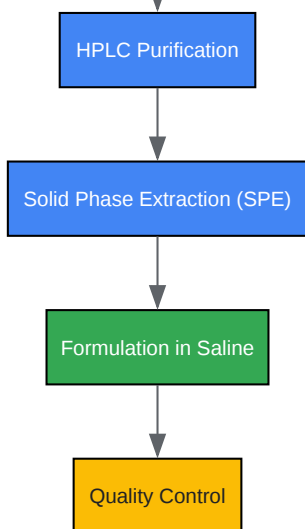 HPLC Purification
Solid Phase Extraction (SPE)
Formulation in Saline
Quality Control